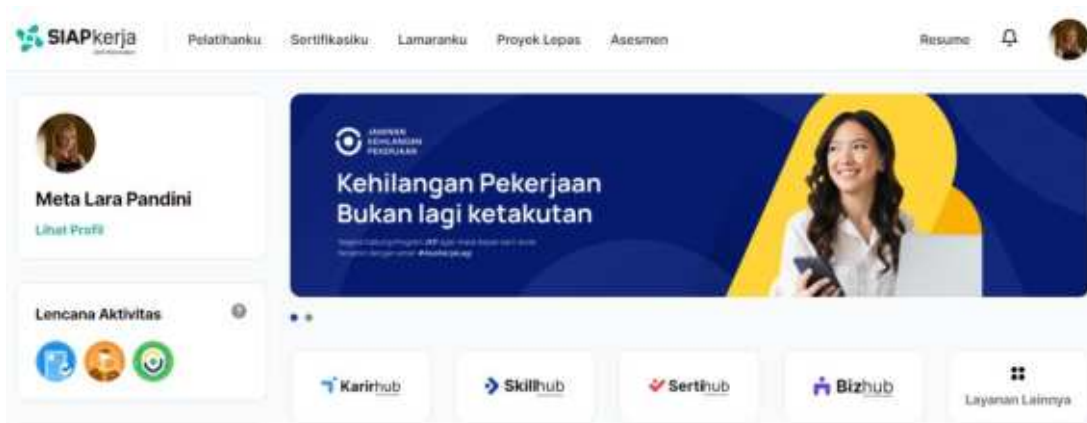 SIAPkerja
Pelatihanku Sertifikasiku Lamaranku Proyek Lepas Asesmen Resume
Meta Lara Pandini
Lihat Profil
Lencana Aktivitas
JAMINAN
KEHILANGAN
PEKERJAAN
Kehilangan Pekerjaan
Bukan lagi ketakutan
Karirhub
Skillhub
Sertihub
Bizhub
Layanan Lainnya